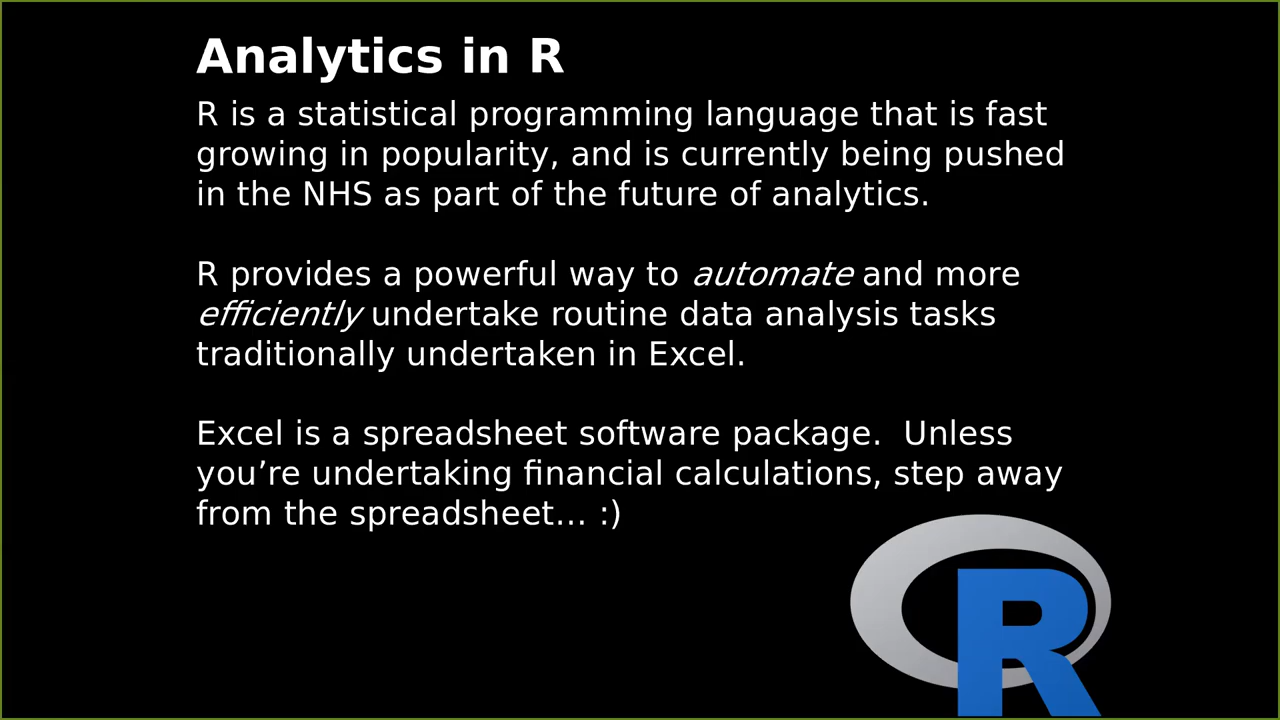 Analytics in R
R is a statistical programming language that is fast
growing in popularity, and is currently being pushed
in the NHS as part of the future of analytics.
R provides a powerful way to automate and more
efficiently undertake routine data analysis tasks
traditionally undertaken in Excel.
Excel is a spreadsheet software package.  Unless
you’re undertaking financial calculations, step away
from the spreadsheet… :)
R